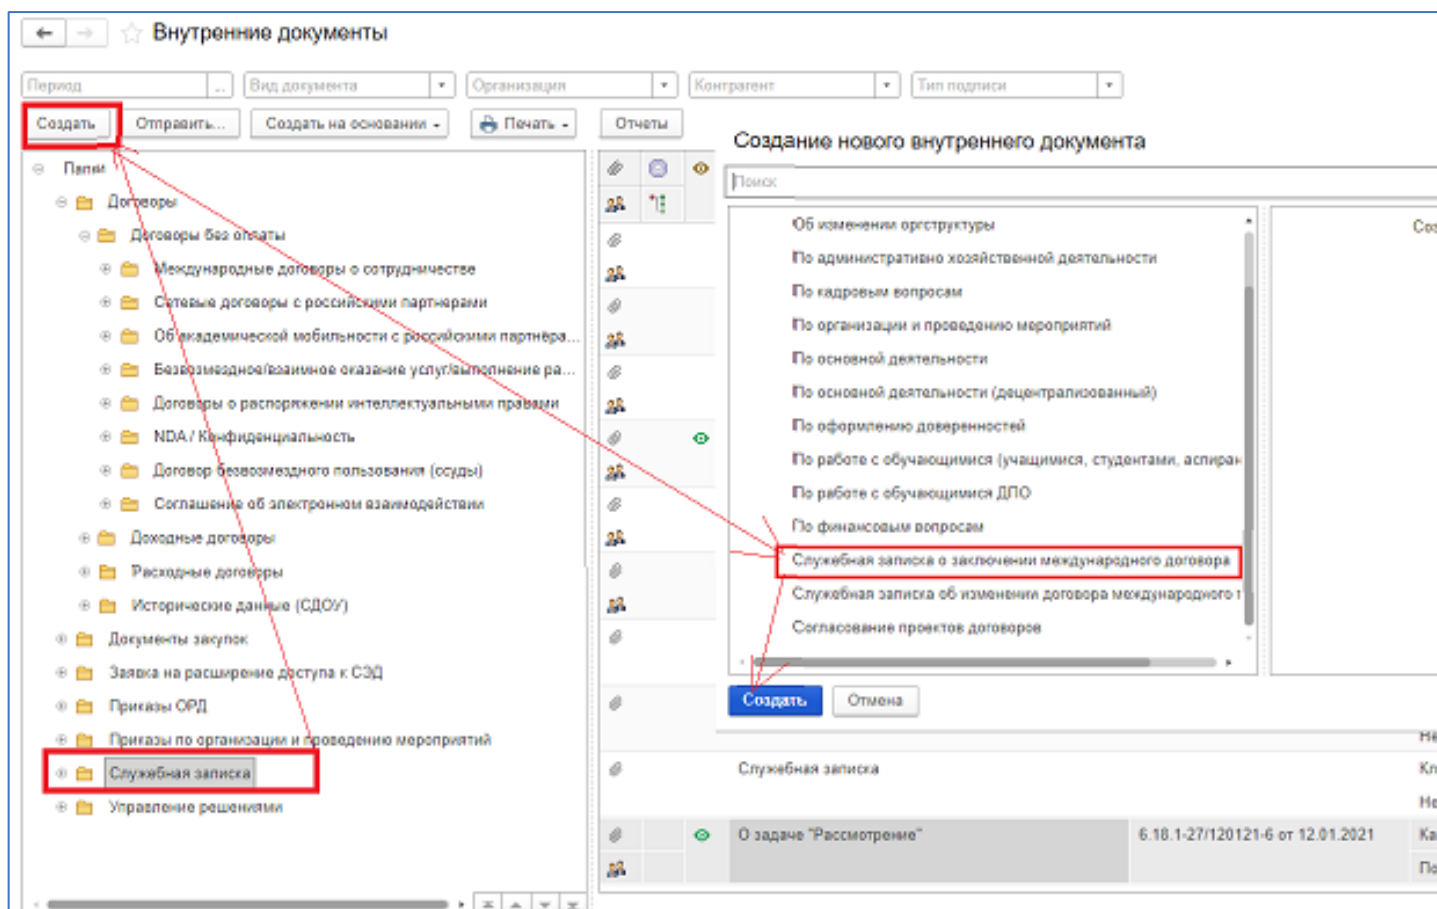 Внутренние документы
Период
Вид документа
Организация
Контрагент
Тип подписи
Создать
Отправить...
Создать на основании
Печать
Отчеты
Папки
Договоры
Договоры без оплаты
Международные договоры о сотрудничестве
Сетевые договоры с российскими партнерами
Об академической мобильности с российскими партнёра...
Безвозмездное/взаимное оказание услуг/выполнение ра...
Договоры о распоряжении интеллектуальными правами
NDA / Конфиденциальность
Договор безвозмездного пользования (ссуды)
Соглашение об электронном взаимодействии
Доходные договоры
Расходные договоры
Исторические данные (СДОУ)
Документы закупок
Заявка на расширение доступа к СЭД
Приказы ОРД
Приказы по организации и проведению мероприятий
Служебная записка
Управление решениями
Создание нового внутреннего документа
Поиск
Об изменении оргструктуры
По административно хозяйственной деятельности
По кадровым вопросам
По организации и проведению мероприятий
По основной деятельности
По основной деятельности (децентрализованный)
По оформлению доверенностей
По работе с обучающимися (учащимися, студентами, аспиран
По работе с обучающимися ДПО
По финансовым вопросам
Служебная записка о заключении международного договора
Служебная записка об изменении договора международного т
Согласование проектов договоров
Соз
Создать
Отмена
Не
Служебная записка
Кл
Не
О задаче "Рассмотрение"
6.18.1-27/120121-6 от 12.01.2021
Ка
По